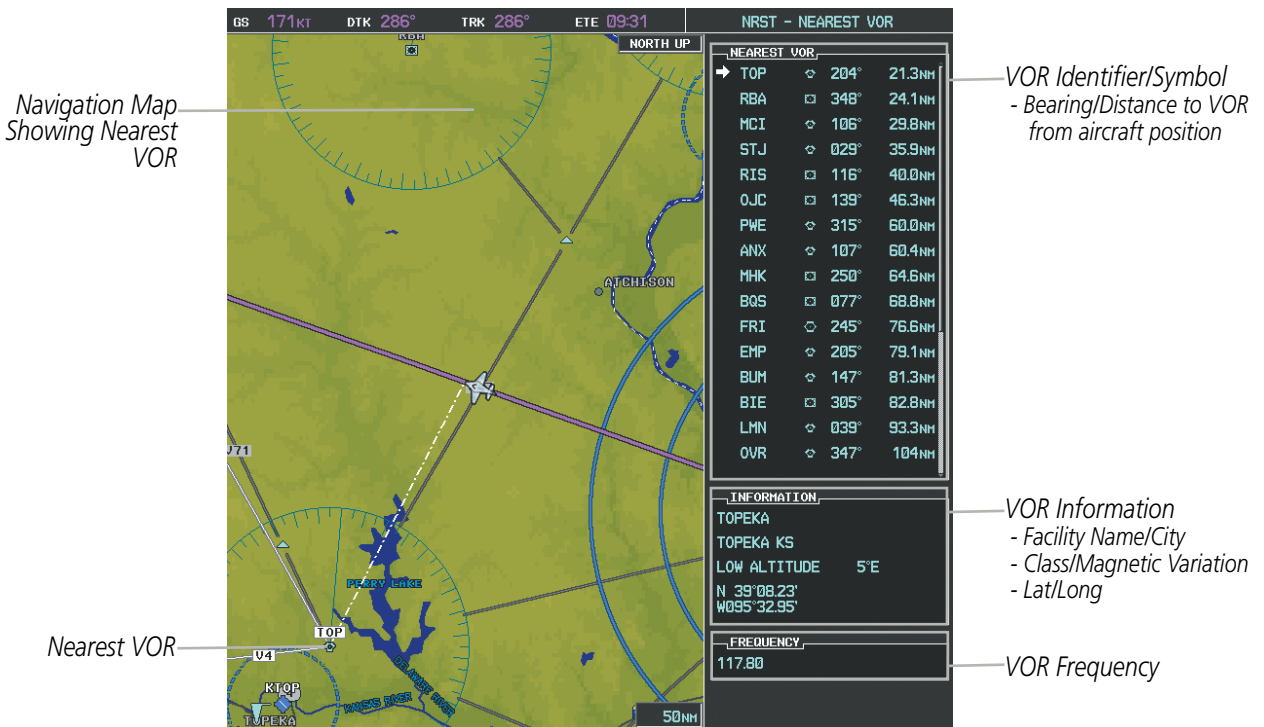 GS 171KT DTK 286° TRK 286° ETE 09:31 NRST - NEAREST VOR
NORTH UP
Navigation Map
Showing Nearest
VOR
ATCHISON
V71
PERRY LAKE
TOP
Nearest VOR
V4
DELAWARE RIVER
KTOP
KANSAS RIVER
TOPEKA
50NM
NEAREST VOR
TOP 204° 21.3NM
RBA 348° 24.1NM
MCI 106° 29.8NM
STJ 029° 35.9NM
RIS 116° 40.0NM
OJC 139° 46.3NM
PWE 315° 60.0NM
ANX 107° 60.4NM
MHK 250° 64.6NM
BQS 077° 68.8NM
FRI 245° 76.6NM
EMP 205° 79.1NM
BUM 147° 81.3NM
BIE 305° 82.8NM
LMN 039° 93.3NM
OVR 347° 104NM
VOR Identifier/Symbol
- Bearing/Distance to VOR
from aircraft position
INFORMATION
TOPEKA
TOPEKA KS
LOW ALTITUDE 5°E
N 39°08.23'
W095°32.95'
VOR Information
- Facility Name/City
- Class/Magnetic Variation
- Lat/Long
FREQUENCY
117.80
VOR Frequency